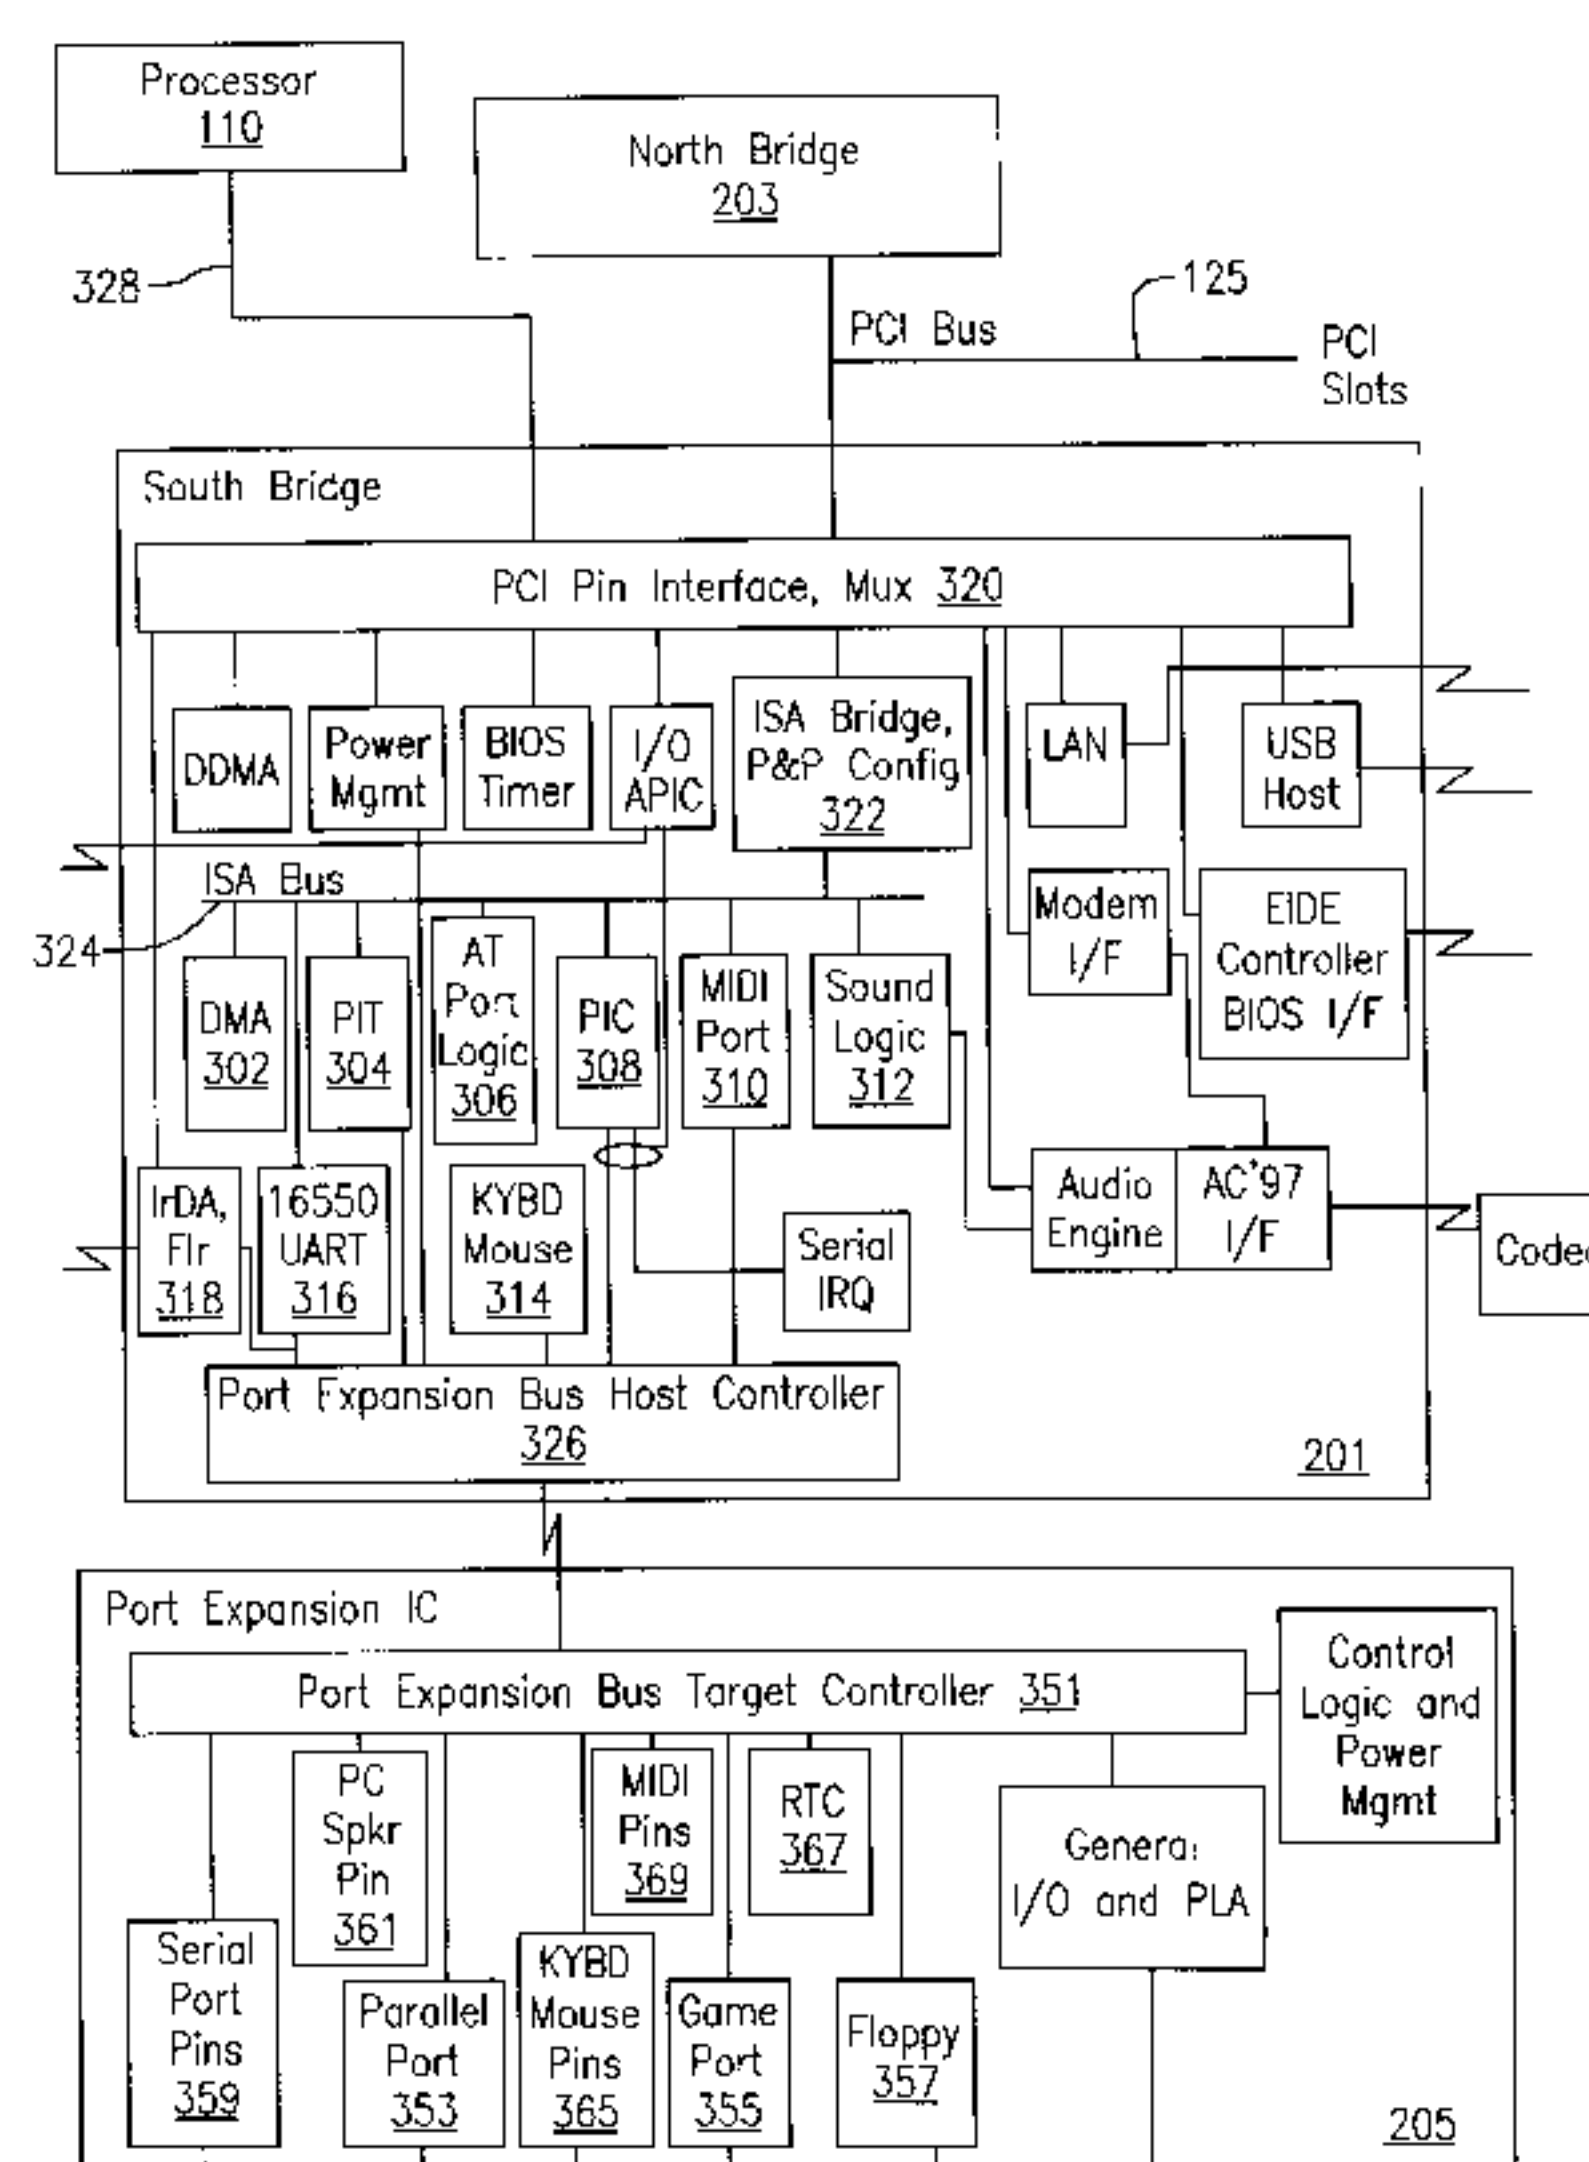 Processor
110
North Bridge
203
328
125
PCI Bus
PCI
Slots
South Bridge
PCI Pin Interface, Mux 320
DDMA
Power
Mgmt
BIOS
Timer
I/O
APIC
ISA Bridge,
P&P Config
322
LAN
USB
Host
ISA Bus
324
DMA
302
PIT
304
AT
Port
Logic
306
PIC
308
MIDI
Port
310
Sound
Logic
312
Modem
I/F
EIDE
Controller
BIOS I/F
IrDA,
FIr
318
16550
UART
316
KYBD
Mouse
314
Serial
IRQ
Audio
Engine
AC'97
I/F
Port Expansion Bus Host Controller
326
201
Port Expansion IC
Port Expansion Bus Target Controller 351
Control
Logic and
Power
Mgmt
PC
Spkr
Pin
361
MIDI
Pins
369
RTC
367
General
I/O and PLA
Serial
Port
Pins
359
Parallel
Port
353
KYBD
Mouse
Pins
365
Game
Port
355
Floppy
357
205